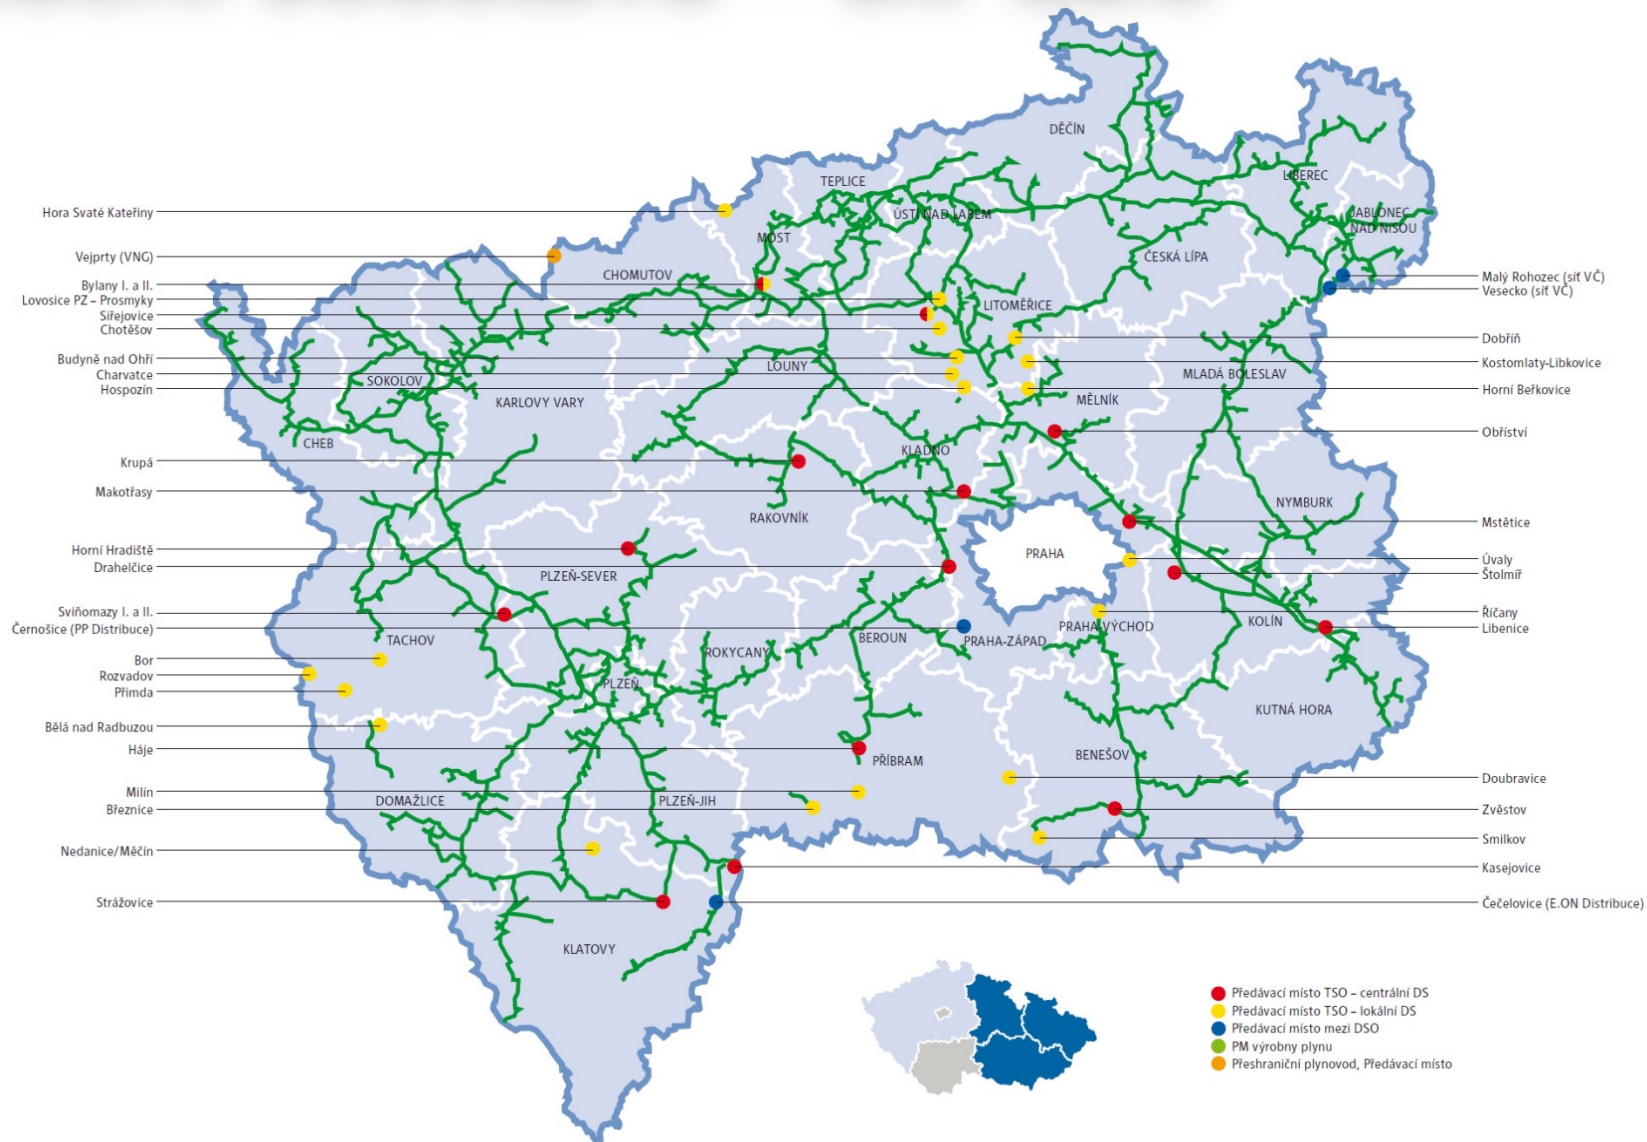 Hora Svaté Kateřiny
Vejprty (VNG)
Bylany I. a II.
Lovosice PZ – Prosmyky
Siřejovice
Chotěšov
Budyně nad Ohří
Charvatce
Hospozín
Krupá
Makotřasy
Horní Hradiště
Drahelčice
Sviňomazy I. a II.
Černošice (PP Distribuce)
Bor
Rozvadov
Přimda
Bělá nad Radbuzou
Háje
Milín
Březnice
Nedanice/Měčín
Strážovice
DĚČÍN
TEPLICE
LIBEREC
ÚSTÍ NAD LABEM
JABLONEC
NAD NISOU
MOST
ČESKÁ LÍPA
CHOMUTOV
LITOMĚŘICE
LOUNY
MLADÁ BOLESLAV
SOKOLOV
KARLOVY VARY
MĚLNÍK
CHEB
KLADNO
NYMBURK
RAKOVNÍK
PRAHA
PLZEŇ-SEVER
KOLÍN
PRAHA-VÝCHOD
BEROUN
PRAHA-ZÁPAD
TACHOV
ROKYCANY
PLZEŇ
KUTNÁ HORA
BENEŠOV
PŘÍBRAM
DOMAŽLICE
PLZEŇ-JIH
KLATOVY
Malý Rohozec (síť VČ)
Vesecko (síť VČ)
Dobříň
Kostomlaty-Libkovice
Horní Beřkovice
Obříství
Mstětice
Úvaly
Štolmíř
Říčany
Libenice
Doubravice
Zvěstov
Smilkov
Kasejovice
Čečelovice (E.ON Distribuce)
Předávací místo TSO – centrální DS
Předávací místo TSO – lokální DS
Předávací místo mezi DSO
PM výrobny plynu
Přeshraniční plynovod, Předávací místo